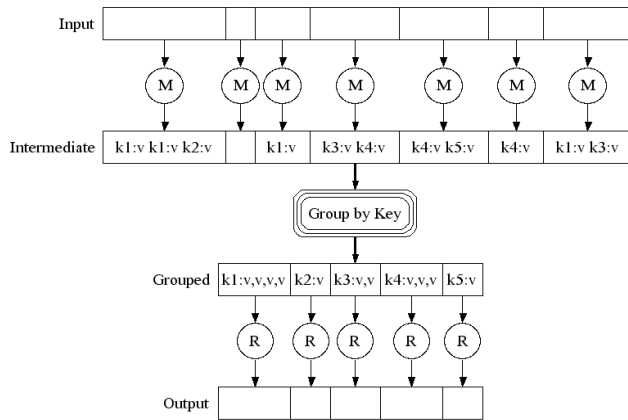 Input
M M M M M M M
Intermediate k1:v k1:v k2:v k1:v k3:v k4:v k4:v k5:v k4:v k1:v k3:v
Group by Key
Grouped k1:v,v,v,v k2:v k3:v,v k4:v,v,v k5:v
R R R R R
Output